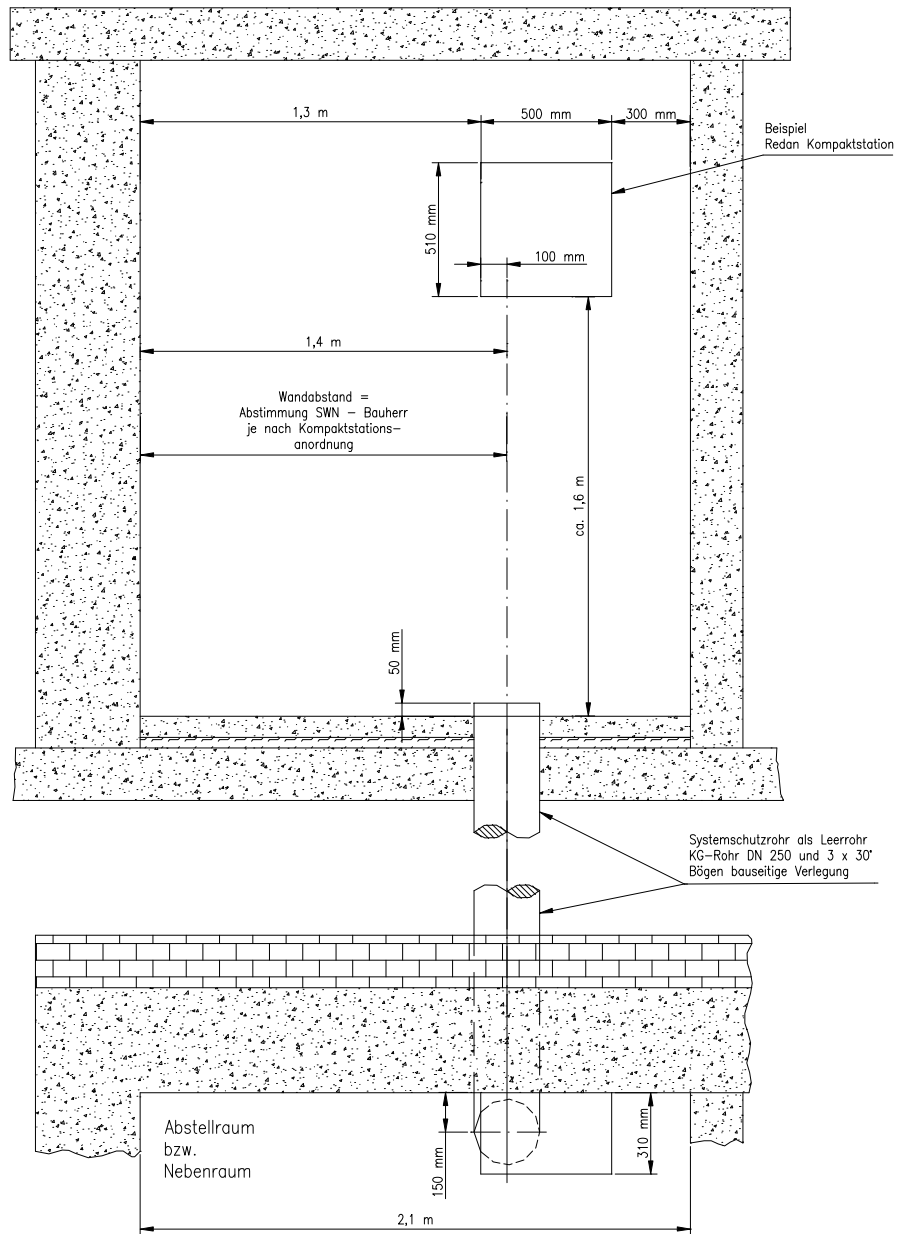 1,3 m
500 mm
300 mm
Beispiel
Redan Kompaktstation
510 mm
100 mm
1,4 m
Wandabstand =
Abstimmung SWN – Bauherr
je nach Kompaktstations–
anordnung
ca. 1,6 m
50 mm
Systemschutzrohr als Leerrohr
KG–Rohr DN 250 und 3 x 30°
Bögen bauseitige Verlegung
Abstellraum
bzw.
Nebenraum
150 mm
310 mm
2,1 m